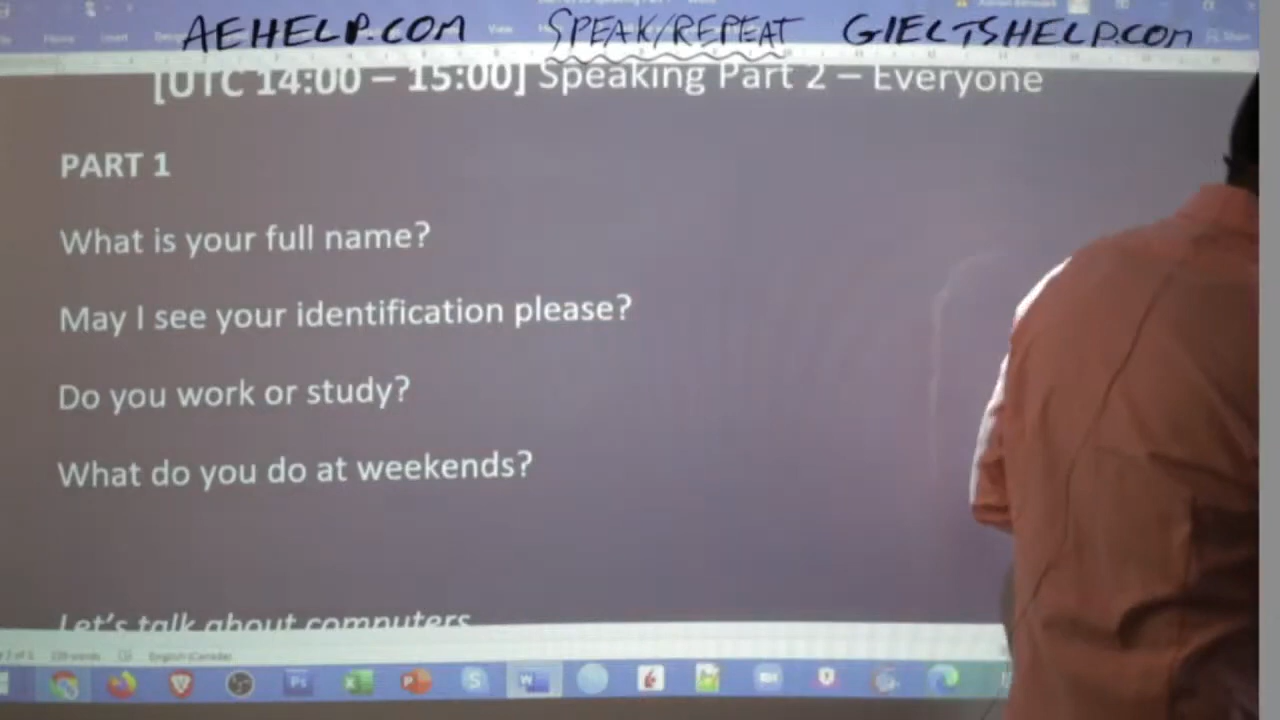 AEHELP.COM SPEAK/REPEAT GIELTSHELP.COM
[UTC 14:00 – 15:00] Speaking Part 2 – Everyone
PART 1
What is your full name?
May I see your identification please?
Do you work or study?
What do you do at weekends?
Let's talk about computers
English (Canada)